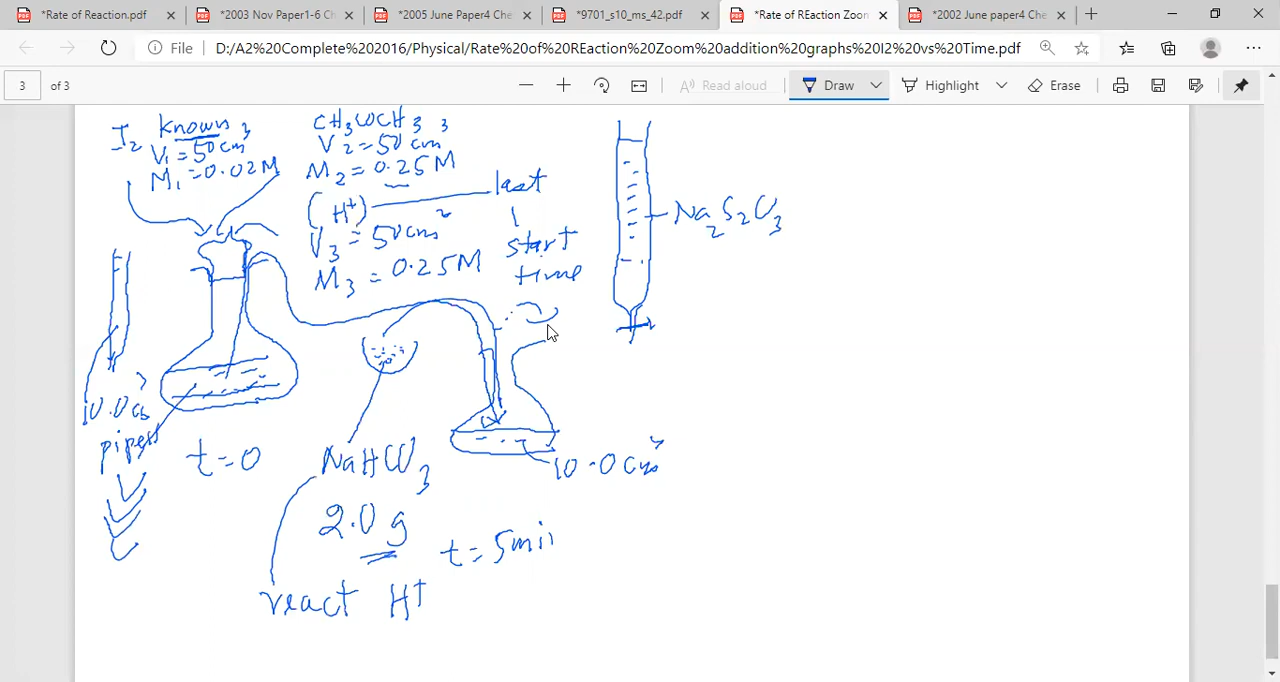 *Rate of Reaction.pdf
*2003 Nov Paper1-6 Ch
*2005 June Paper4 Che
*9701_s10_ms_42.pdf
*Rate of REaction Zoon
*2002 June paper4 Che
File
D:/A2%20Complete%202016/Physical/Rate%20of%20REaction%20Zoom%20addition%20graphs%20I2%20vs%20Time.pdf
3 of 3
Read aloud
Draw
Highlight
Erase
I2 known
V1 = 50 cm3
M1 = 0.02M
CH3COCH3
V2 = 50 cm3
M2 = 0.25M
(H+)
V3 = 50 cm3
M3 = 0.25M
last
start
time
Na2S2O3
10.0 cm3
pipett
t=0
NaHCO3
2.0 g
react H+
t = 5 min
10.0 cm3